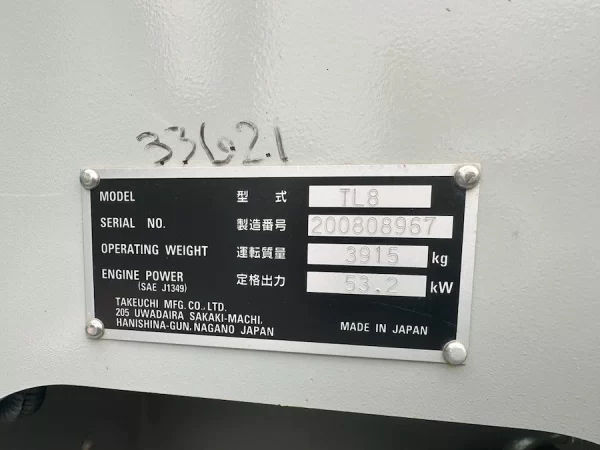 33621
MODEL 型式 TL8
SERIAL NO. 製造番号 200808967
OPERATING WEIGHT 運転質量 3915 kg
ENGINE POWER 定格出力 53.2 kW
(SAE J1349)
TAKEUCHI MFG. CO., LTD.
205 UWADAIRA SAKAKI-MACHI,
HANISHINA-GUN, NAGANO JAPAN
MADE IN JAPAN